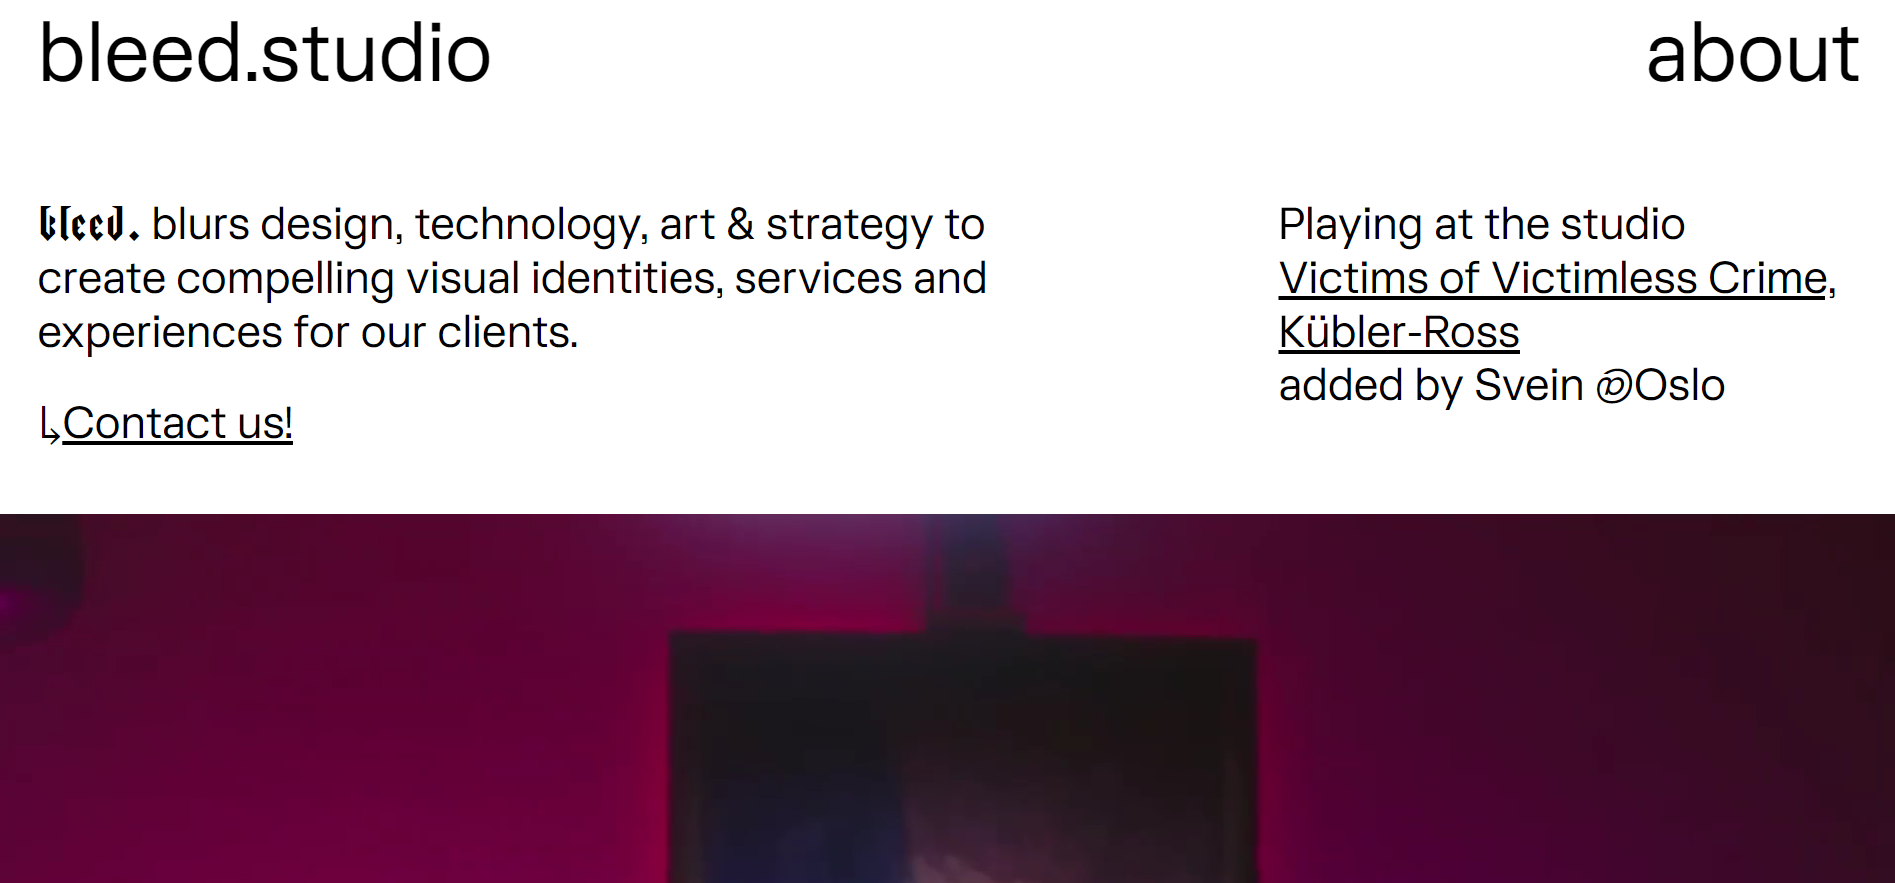 bleed.studio
about
bleed. blurs design, technology, art & strategy to
create compelling visual identities, services and
experiences for our clients.
↳Contact us!
Playing at the studio
Victims of Victimless Crime,
Kübler-Ross
added by Svein @Oslo